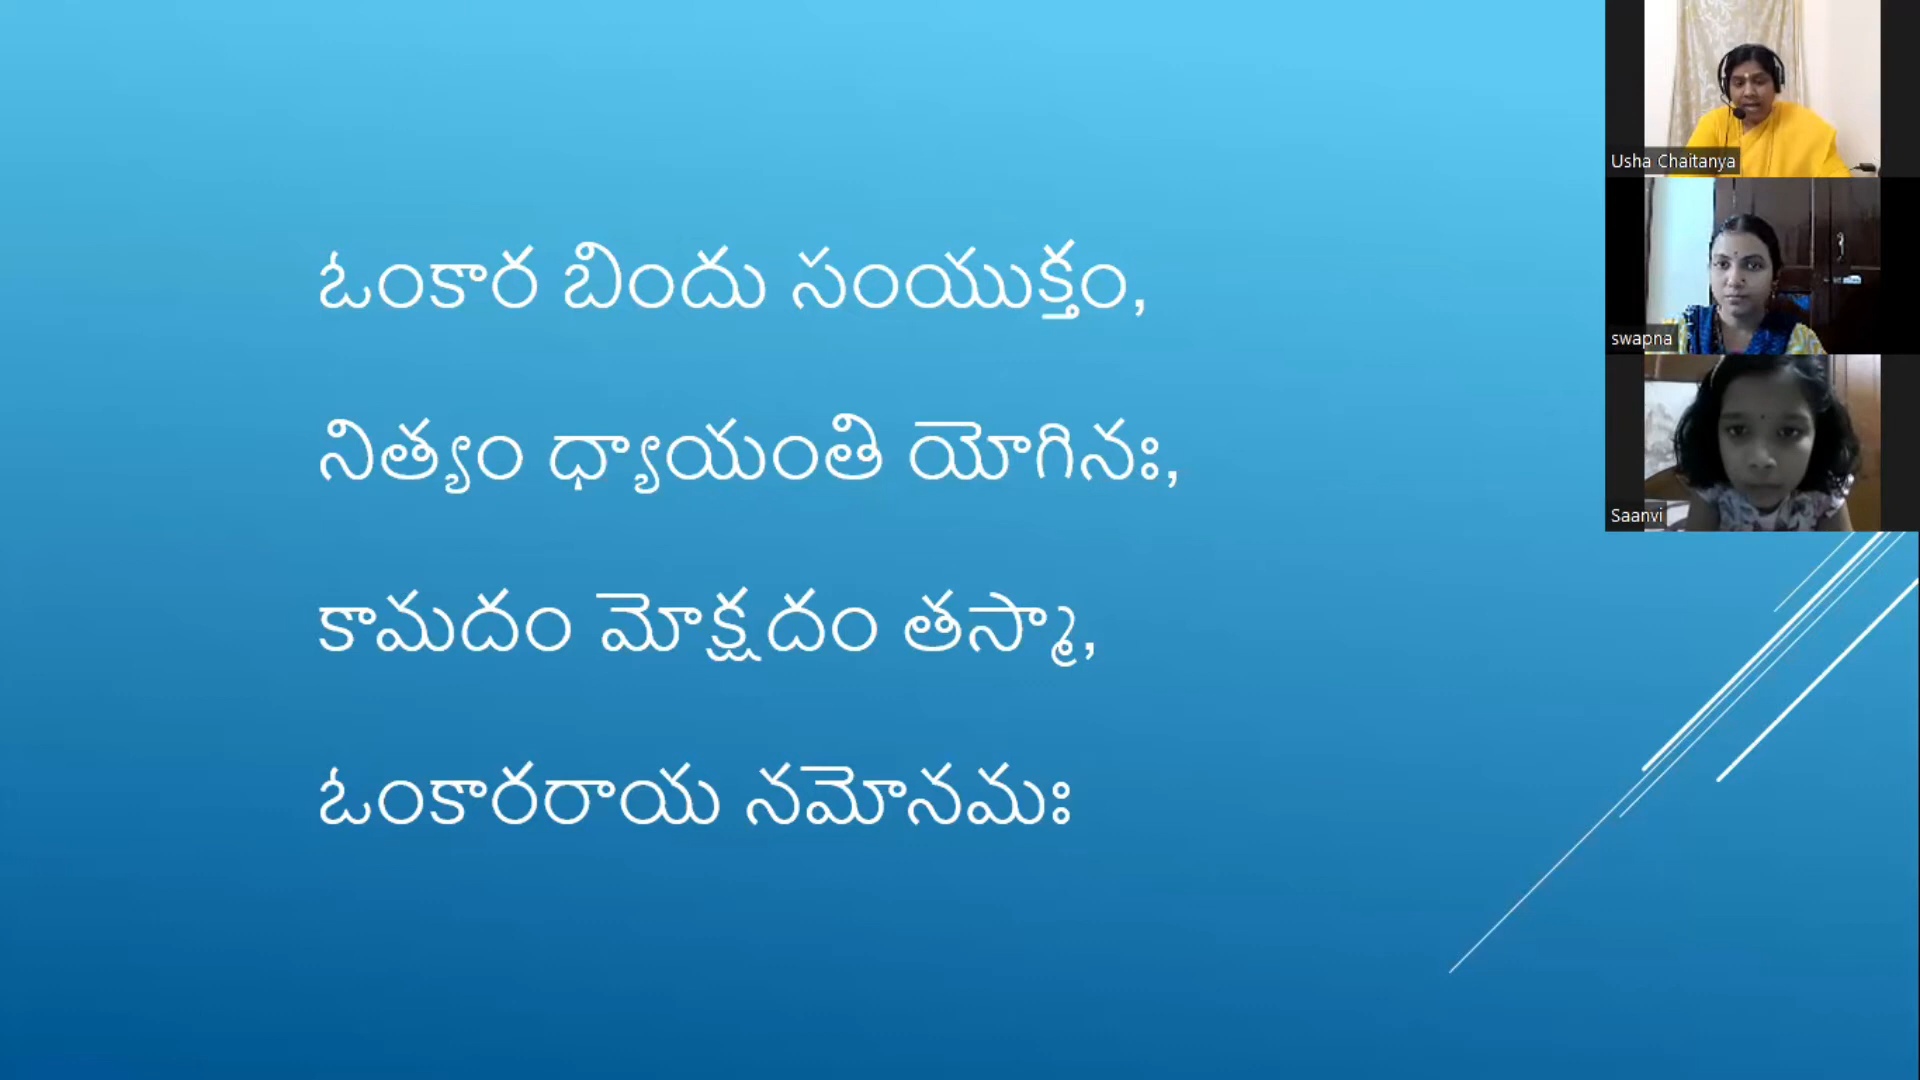 ఓంకార బిందు సంయుక్తం,
నిత్యం ధ్యాయంతి యోగినః,
కామదం మోక్షదం తస్మా,
ఓంకారరాయ నమోనమః
Usha Chaitanya
swapna
Saanvi